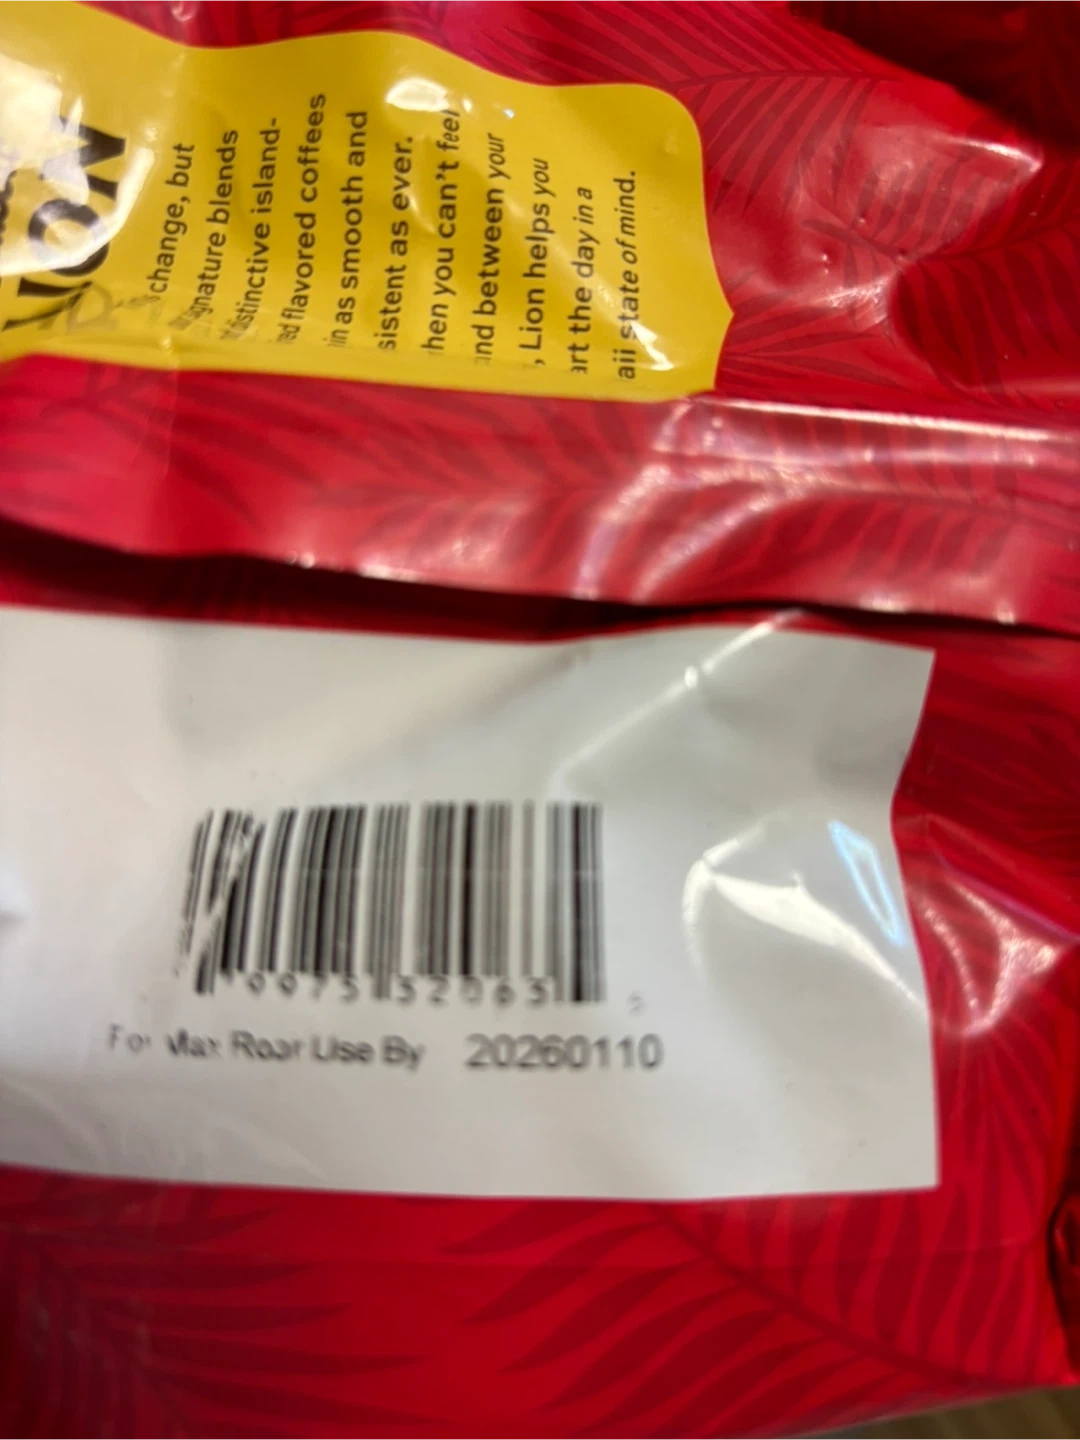 change, but
signature blends
distinctive island-
flavored coffees
as smooth and
sistent as ever.
hen you can't feel
nd between your
, Lion helps you
art the day in a
aii state of mind.
For Max Roar Use By 20260110